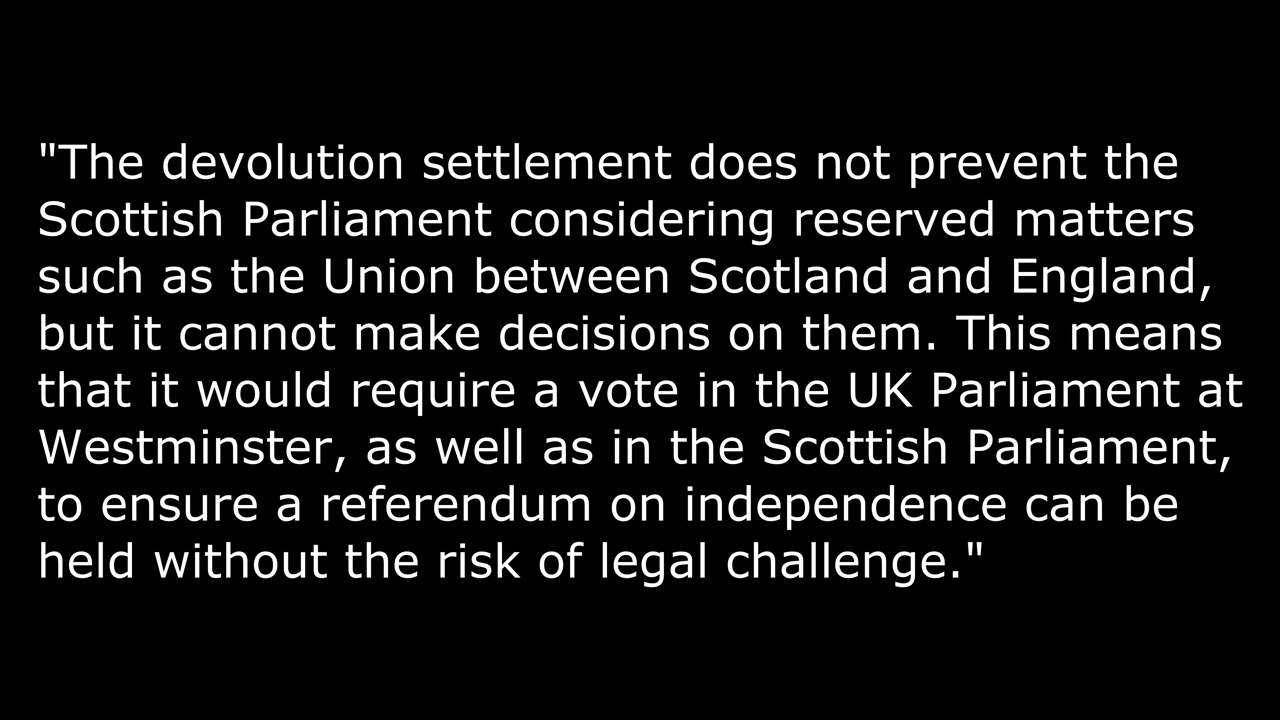 "The devolution settlement does not prevent the
Scottish Parliament considering reserved matters
such as the Union between Scotland and England,
but it cannot make decisions on them. This means
that it would require a vote in the UK Parliament at
Westminster, as well as in the Scottish Parliament,
to ensure a referendum on independence can be
held without the risk of legal challenge."